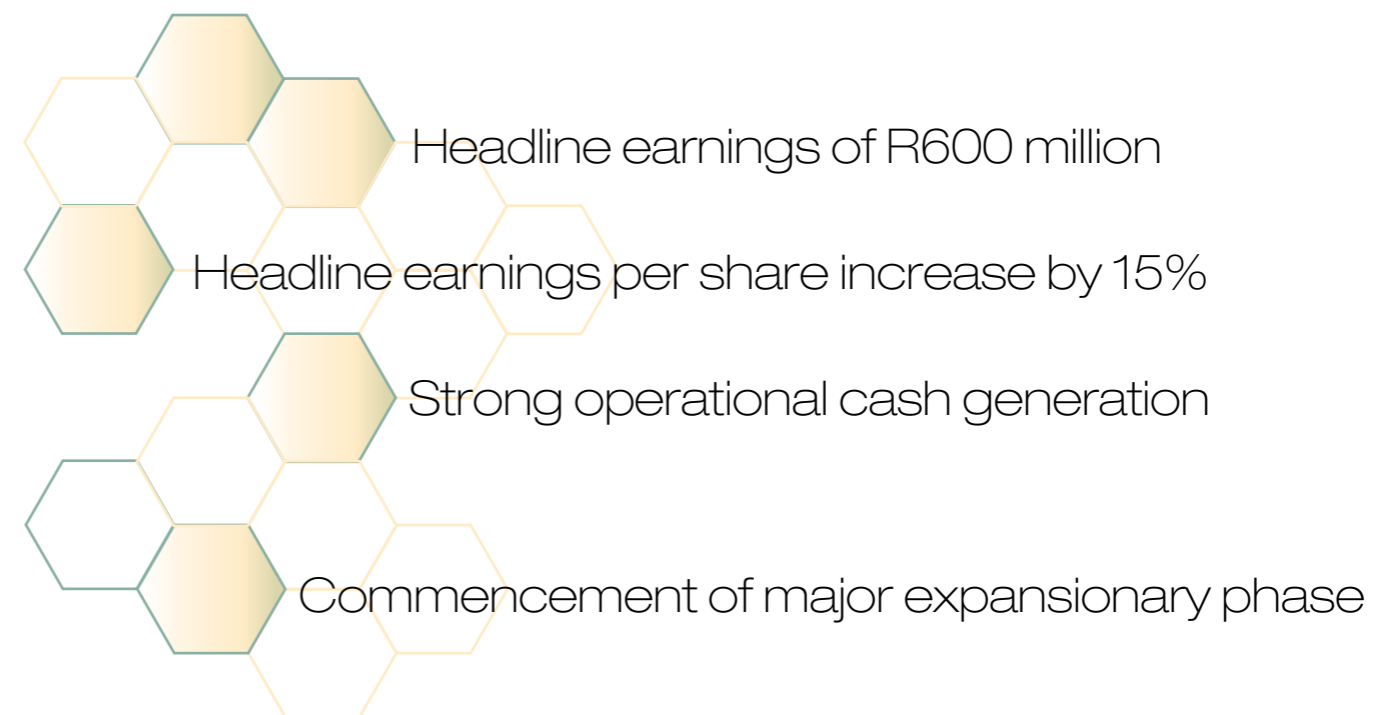 Headline earnings of R600 million
Headline earnings per share increase by 15%
Strong operational cash generation
Commencement of major expansionary phase